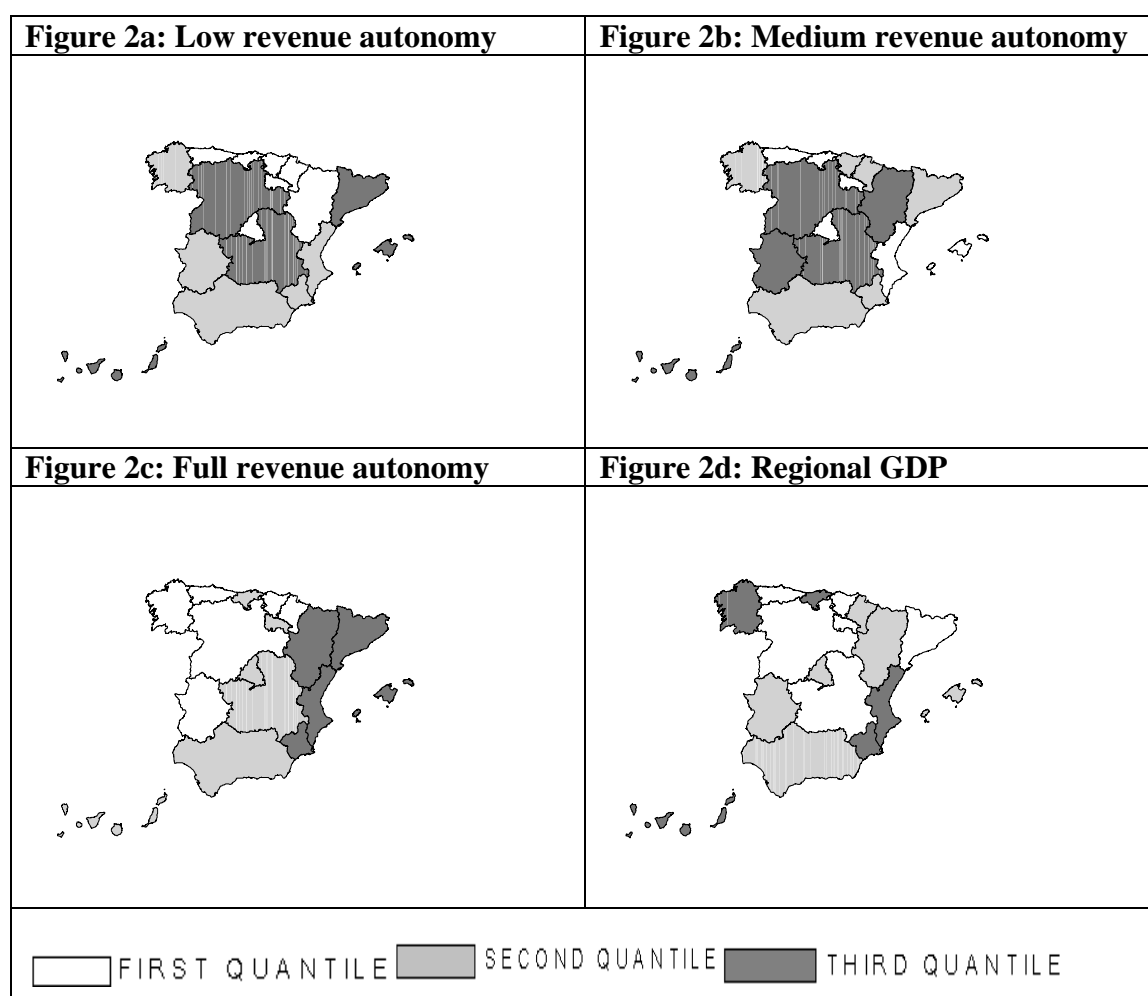 Figure 2a: Low revenue autonomy
Figure 2b: Medium revenue autonomy
Figure 2c: Full revenue autonomy
Figure 2d: Regional GDP
FIRST QUANTILE
SECOND QUANTILE
THIRD QUANTILE